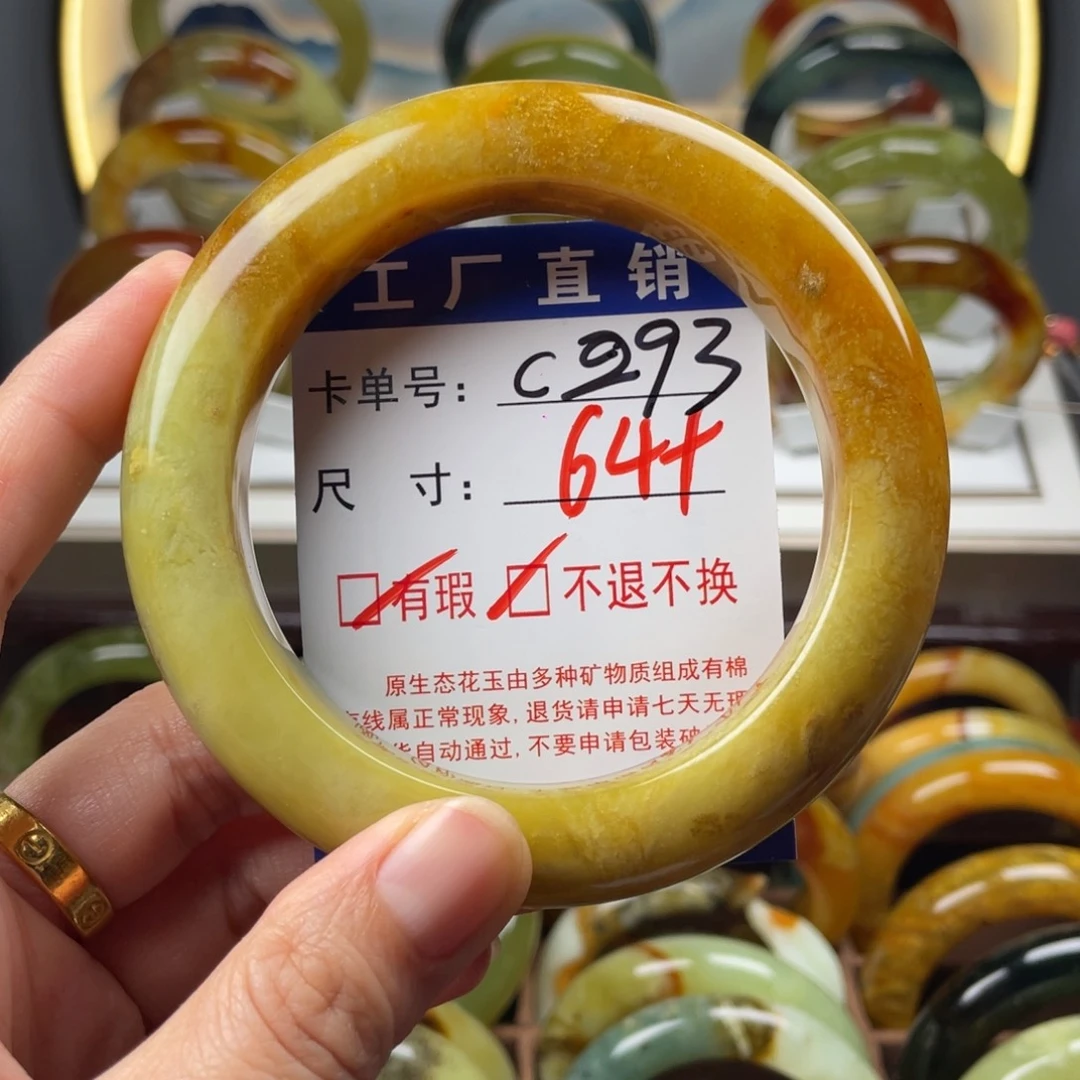 工厂直销
卡单号: C2293
尺 寸: 64+
有瑕 不退不换
原生态花玉由多种矿物质组成有棉
线属正常现象,退货请申请七天无理
自动通过,不要申请包装破